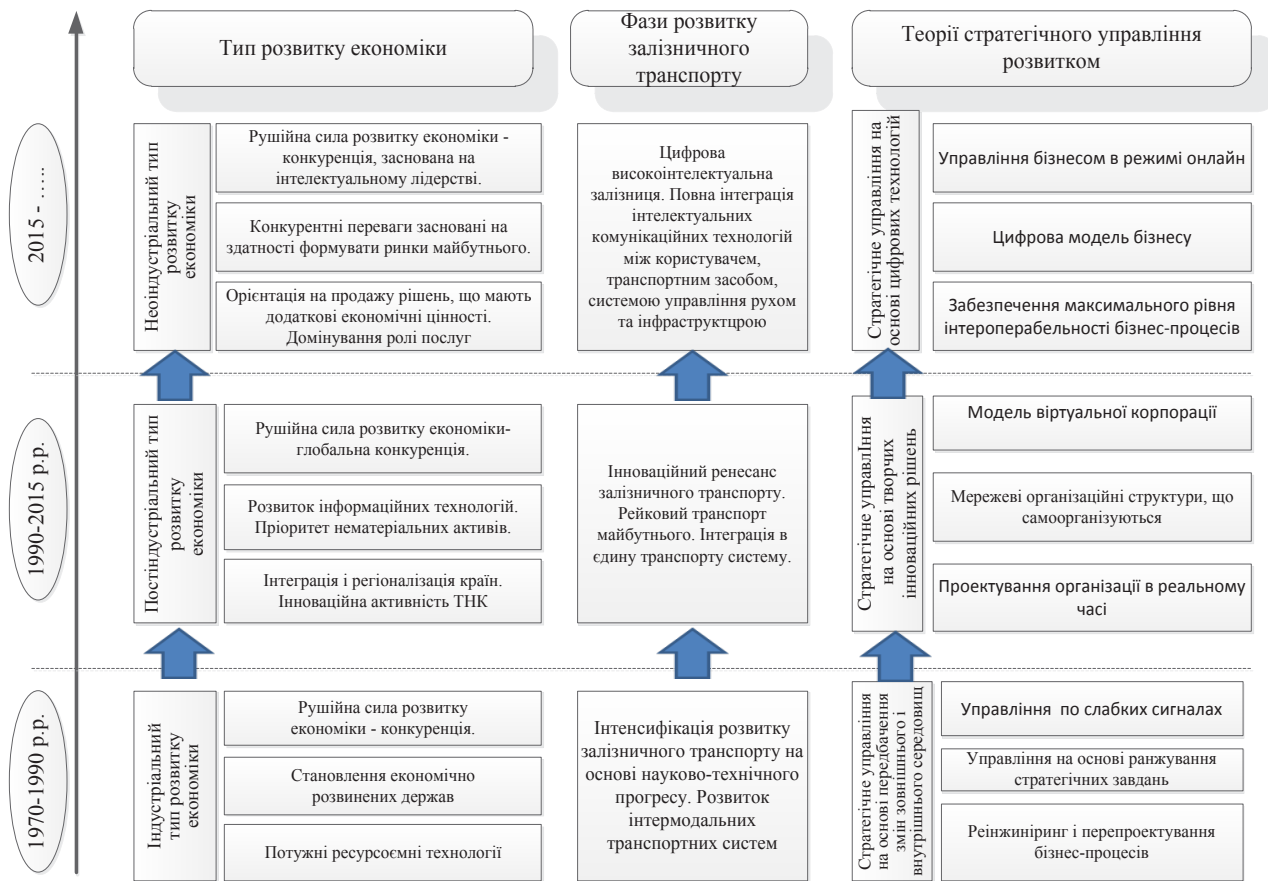 Тип розвитку економіки
Фази розвитку
залізничного
транспорту
Теорії стратегічного управління
розвитком
2015 - …..
Неоіндустріальний тип
розвитку
економіки
Рушійна сила розвитку економіки -
конкуренція, заснована на
інтелектуальному лідерстві.
Конкурентні переваги засновані на
здатності формувати ринки майбутнього.
Орієнтація на продажу рішень, що мають
додаткові економічні цінності.
Домінування ролі послуг
Цифрова
високоінтелектуальна
залізниця. Повна інтеграція
інтелектуальних
комунікаційних технологій
між користувачем,
транспортним засобом,
системою управління рухом
та інфраструктцрою
Стратегічне управління на
основі цифрових технологій
Управління бізнесом в режимі онлайн
Цифрова модель бізнесу
Забезпечення максимального рівня
інтероперабельності бізнес-процесів
1990-2015 р.р.
Постіндустріальний тип
розвитку
економіки
Рушійна сила розвитку економіки-
глобальна конкуренція.
Розвиток інформаційних технологій.
Пріоритет нематеріальних активів.
Інтеграція і регіоналізація країн.
Інноваційна активність ТНК
Інноваційний ренесанс
залізничного транспорту.
Рейковий транспорт
майбутнього. Інтеграція в
єдину транспорту систему.
Стратегічне управління
на основі творчих
інноваційних рішень
Модель віртуальної корпорації
Мережеві організаційні структури, що
самоорганізуються
Проектування організації в реальному
часі
1970-1990 р.р.
Індустріальний
тип розвитку
економіки
Рушійна сила розвитку
економіки - конкуренція.
Становлення економічно
розвинених держав
Потужні ресурсоємні технології
Інтенсифікація розвитку
залізничного транспорту на
основі науково-технічного
прогресу. Розвиток
інтермодальних
транспортних систем
Стратегічне управління
на основі передбачення
змін зовнішнього і
внутрішнього середовищ
Управління по слабких сигналах
Управління на основі ранжування
стратегічних завдань
Реінжиніринг і перепроектування
бізнес-процесів